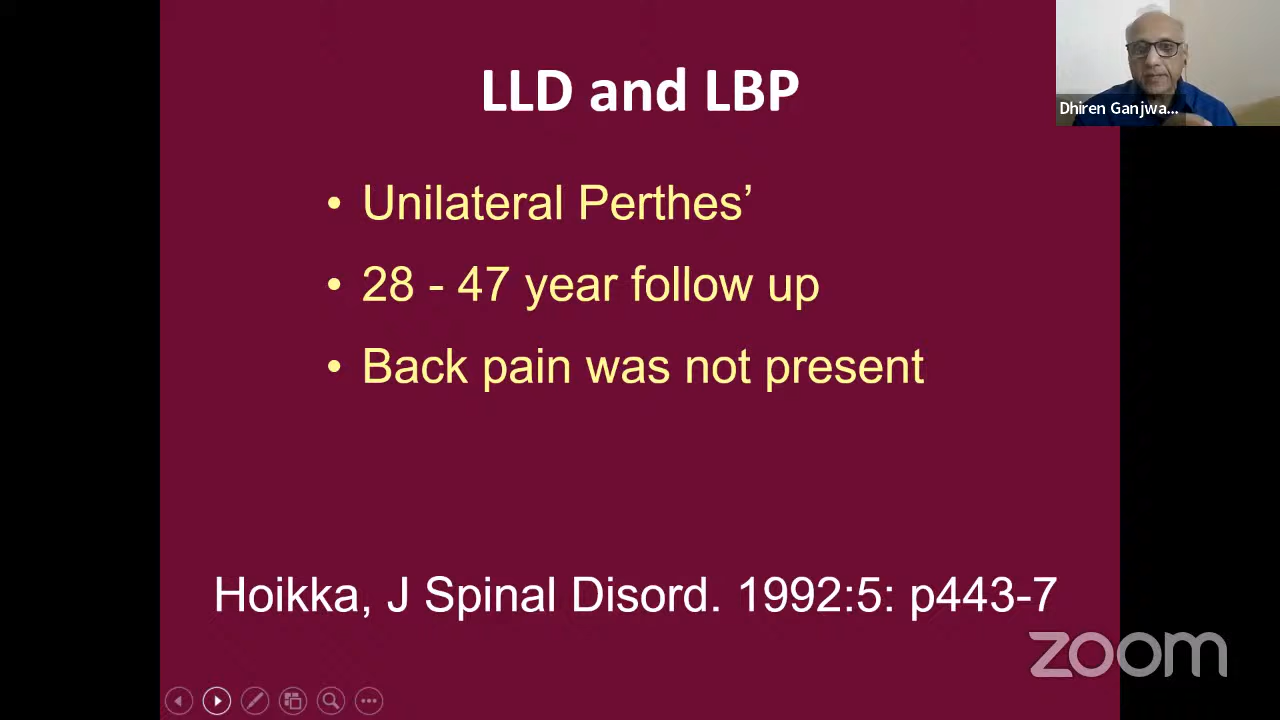 LLD and LBP
Dhiren Ganjwa...
• Unilateral Perthes’
• 28 - 47 year follow up
• Back pain was not present
Hoikka, J Spinal Disord. 1992:5: p443-7
zoom